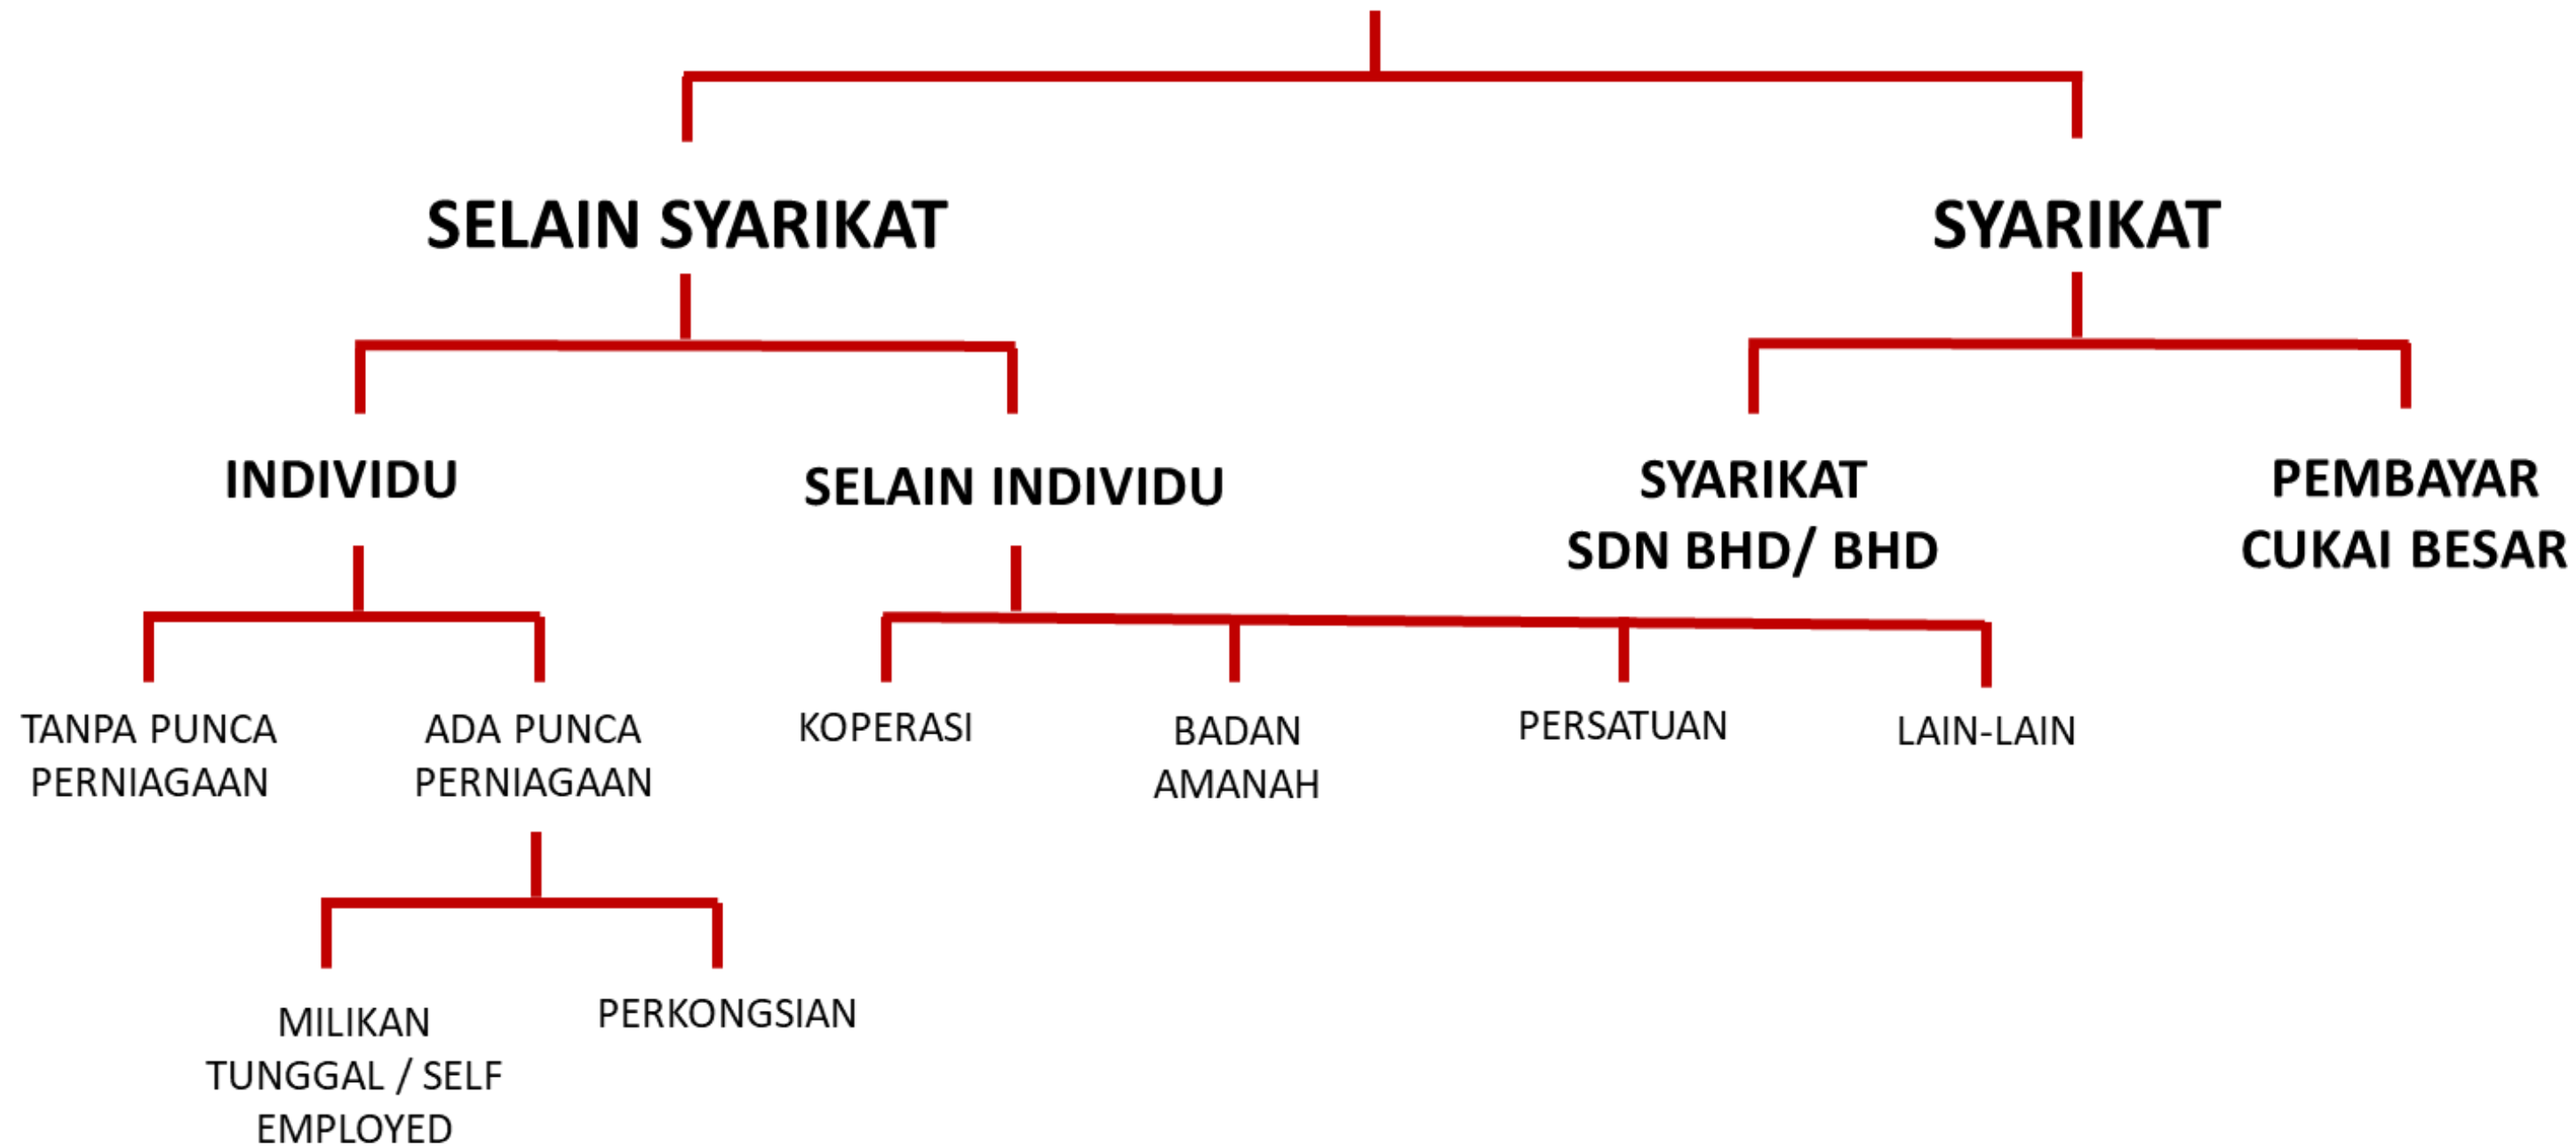 SELAIN SYARIKAT
SYARIKAT
INDIVIDU
SELAIN INDIVIDU
SYARIKAT
SDN BHD/ BHD
PEMBAYAR
CUKAI BESAR
TANPA PUNCA
PERNIAGAAN
ADA PUNCA
PERNIAGAAN
KOPERASI
BADAN
AMANAH
PERSATUAN
LAIN-LAIN
MILIKAN
TUNGGAL / SELF
EMPLOYED
PERKONGSIAN